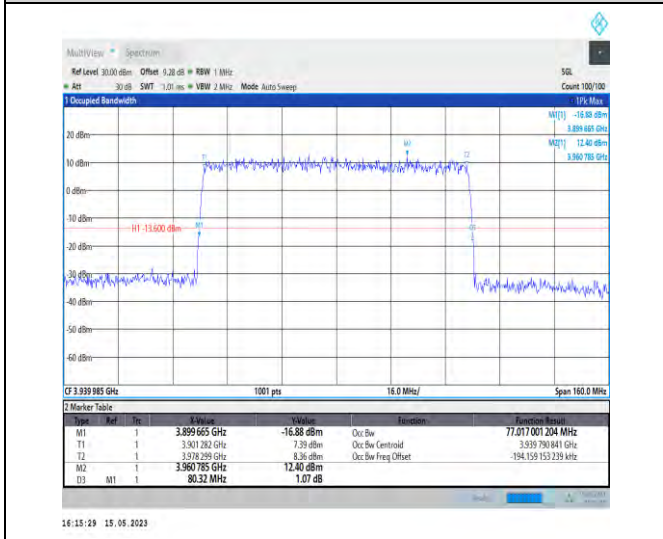 MultiView Spectrum
Ref Level 30.00 dBm Offset 9.28 dB RBW 1 MHz SGL
Att 30 dB SWT 1.01 ms VBW 2 MHz Mode Auto Sweep Count 100/100
1 Occupied Bandwidth 1Pk Max
M1[1] -16.88 dBm
3.899 665 GHz
M2[1] 12.40 dBm
3.960 785 GHz
20 dBm
M2
T1 T2
10 dBm
0 dBm
-10 dBm
H1 -13.600 dBm
M1 D3
-20 dBm
-30 dBm
-40 dBm
-50 dBm
-60 dBm
CF 3.939 985 GHz 1001 pts 16.0 MHz/ Span 160.0 MHz
2 Marker Table
Type Ref Trc X-Value Y-Value Function Function Result
M1 1 3.899 665 GHz -16.88 dBm Occ Bw 77.017 001 204 MHz
T1 1 3.901 282 GHz 7.39 dBm Occ Bw Centroid 3.939 790 841 GHz
T2 1 3.978 299 GHz 8.36 dBm Occ Bw Freq Offset -194.159 153 239 kHz
M2 1 3.960 785 GHz 12.40 dBm
D3 M1 1 80.32 MHz 1.07 dB
16:15:29 15.05.2023